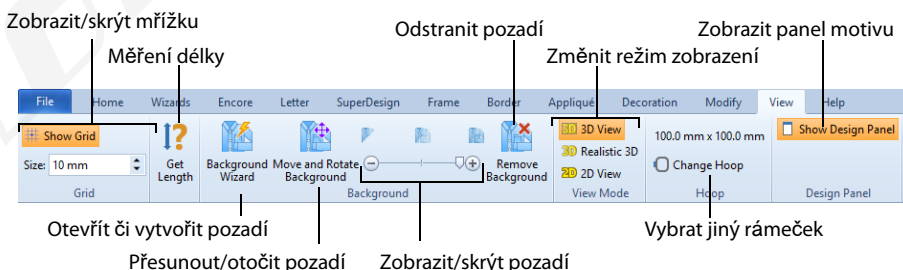 Zobrazit/skrýt mřížku
Odstranit pozadí
Zobrazit panel motivu
Měření délky
Změnit režim zobrazení
File Home Wizards Encore Letter SuperDesign Frame Border Appliqué Decoration Modify View Help
Show Grid
Size: 10 mm
Grid
Get
Length
Background
Wizard
Move and Rotate
Background
Remove
Background
Background
3D 3D View
3D Realistic 3D
2D 2D View
View Mode
100.0 mm x 100.0 mm
Change Hoop
Hoop
Show Design Panel
Design Panel
Otevřít či vytvořit pozadí
Vybrat jiný rámeček
Přesunout/otočit pozadí
Zobrazit/skrýt pozadí